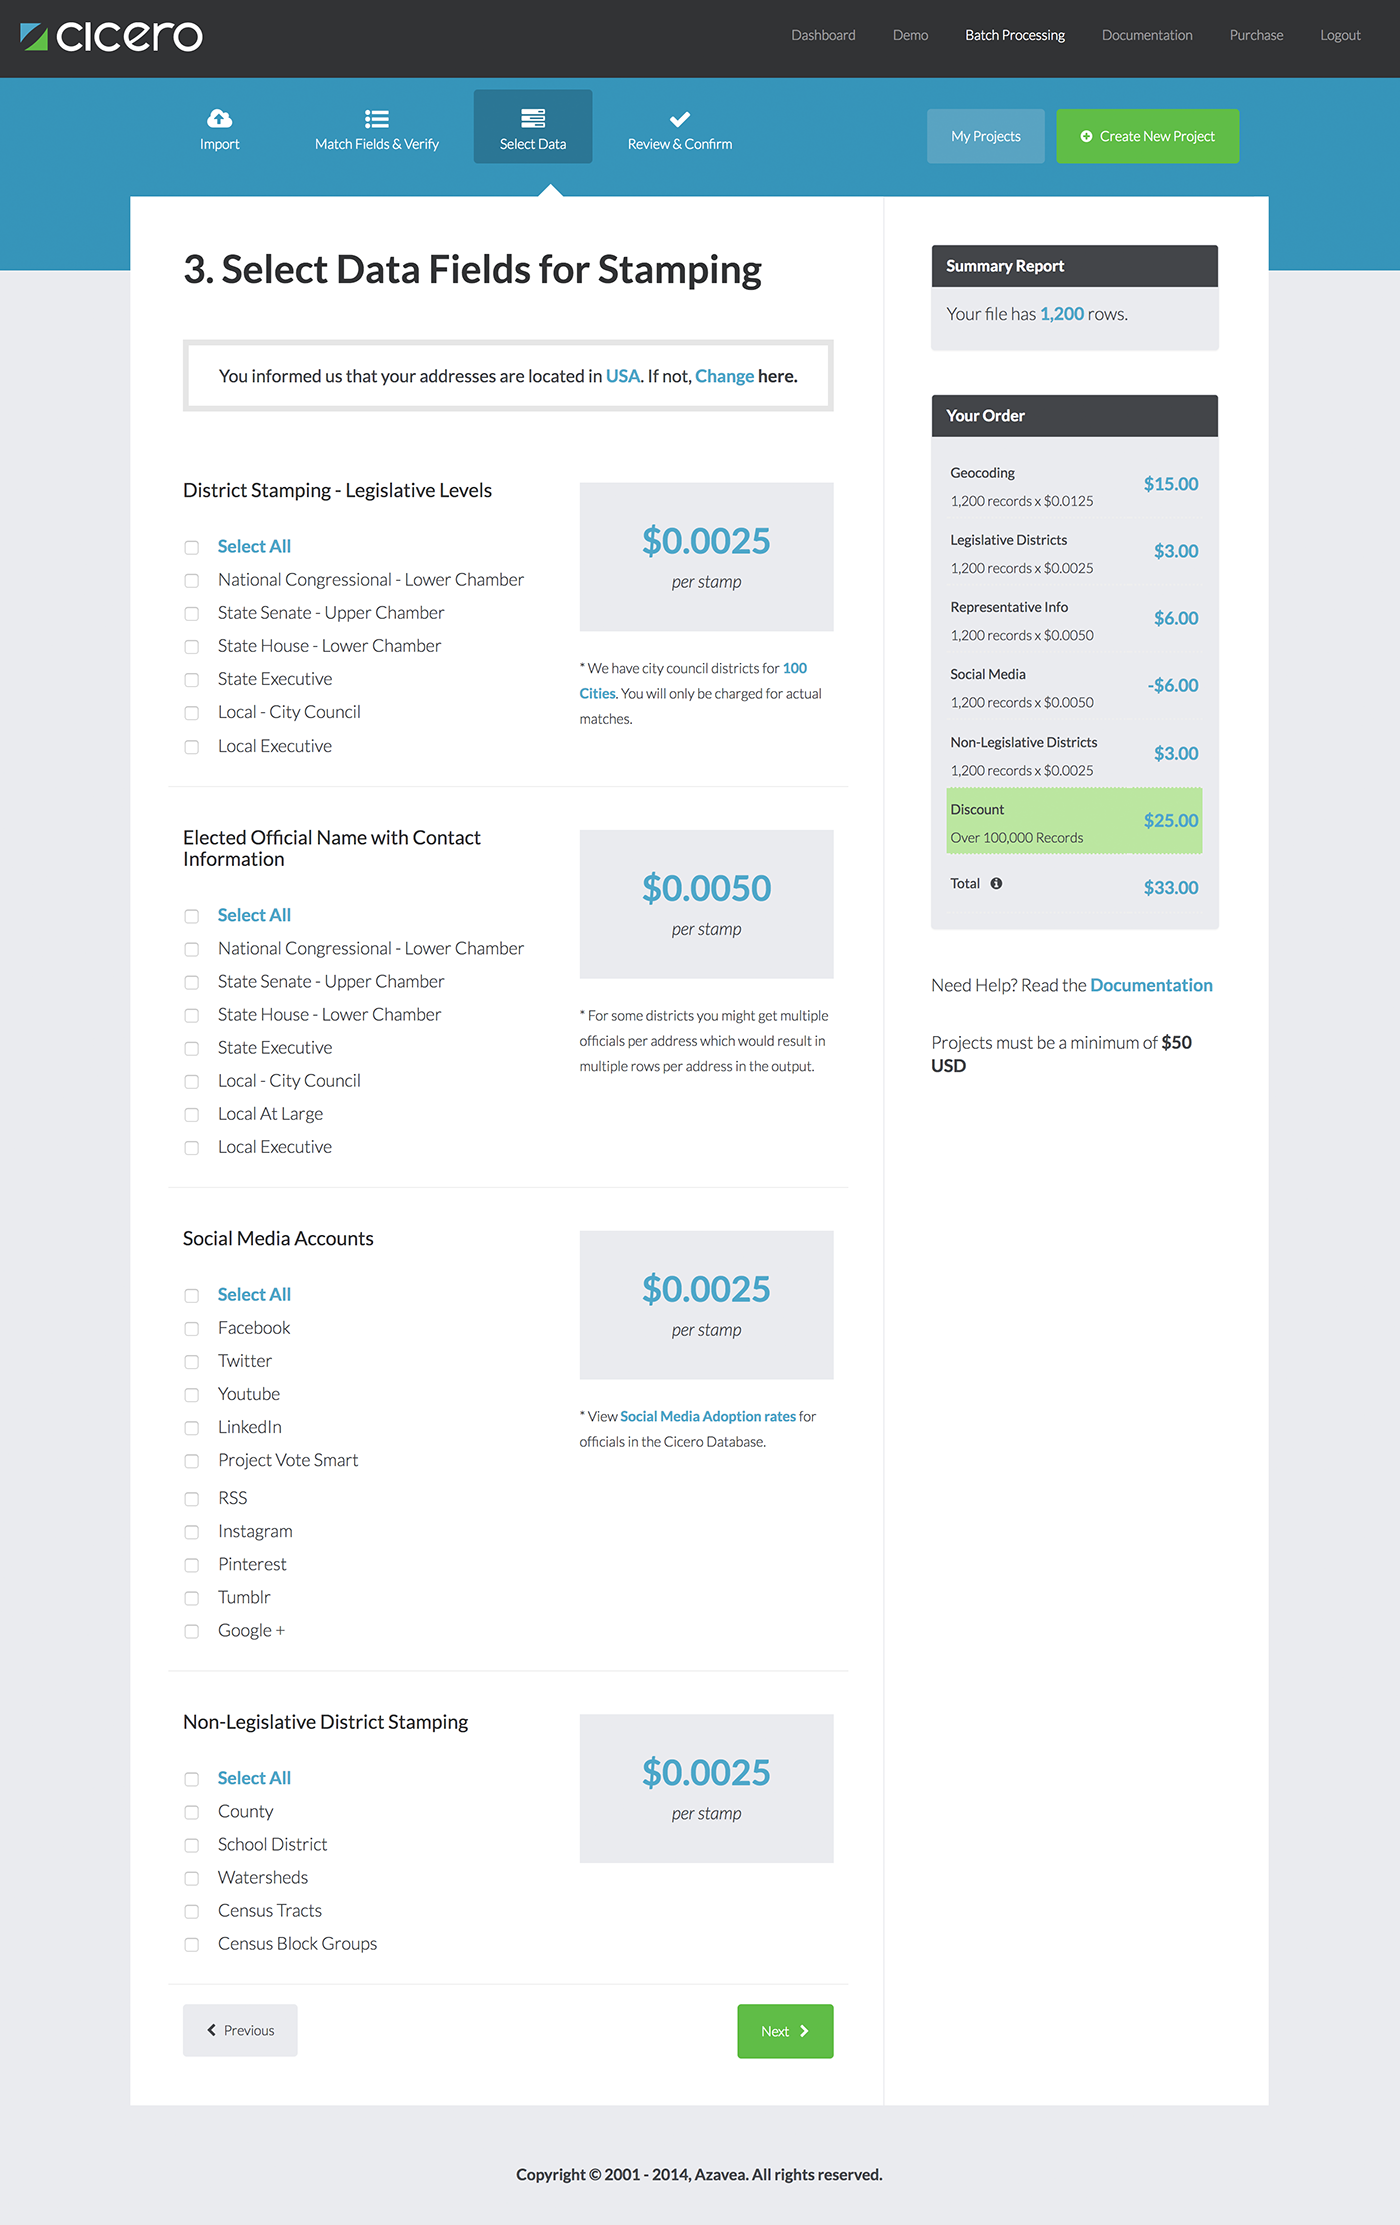 cicero
Dashboard
Demo
Batch Processing
Documentation
Purchase
Logout
Import
Match Fields & Verify
Select Data
Review & Confirm
My Projects
Create New Project
3. Select Data Fields for Stamping
You informed us that your addresses are located in USA. If not, Change here.
District Stamping - Legislative Levels
Select All
National Congressional - Lower Chamber
State Senate - Upper Chamber
State House - Lower Chamber
State Executive
Local - City Council
Local Executive
$0.0025
per stamp
* We have city council districts for 100
Cities. You will only be charged for actual
matches.
Elected Official Name with Contact
Information
Select All
National Congressional - Lower Chamber
State Senate - Upper Chamber
State House - Lower Chamber
State Executive
Local - City Council
Local At Large
Local Executive
$0.0050
per stamp
* For some districts you might get multiple
officials per address which would result in
multiple rows per address in the output.
Social Media Accounts
Select All
Facebook
Twitter
Youtube
LinkedIn
Project Vote Smart
RSS
Instagram
Pinterest
Tumblr
Google +
$0.0025
per stamp
* View Social Media Adoption rates for
officials in the Cicero Database.
Non-Legislative District Stamping
Select All
County
School District
Watersheds
Census Tracts
Census Block Groups
$0.0025
per stamp
Previous
Next
Summary Report
Your file has 1,200 rows.
Your Order
Geocoding
1,200 records x $0.0125
$15.00
Legislative Districts
1,200 records x $0.0025
$3.00
Representative Info
1,200 records x $0.0050
$6.00
Social Media
1,200 records x $0.0050
-$6.00
Non-Legislative Districts
1,200 records x $0.0025
$3.00
Discount
Over 100,000 Records
$25.00
Total
$33.00
Need Help? Read the Documentation
Projects must be a minimum of $50
USD
Copyright © 2001 - 2014, Azavea. All rights reserved.